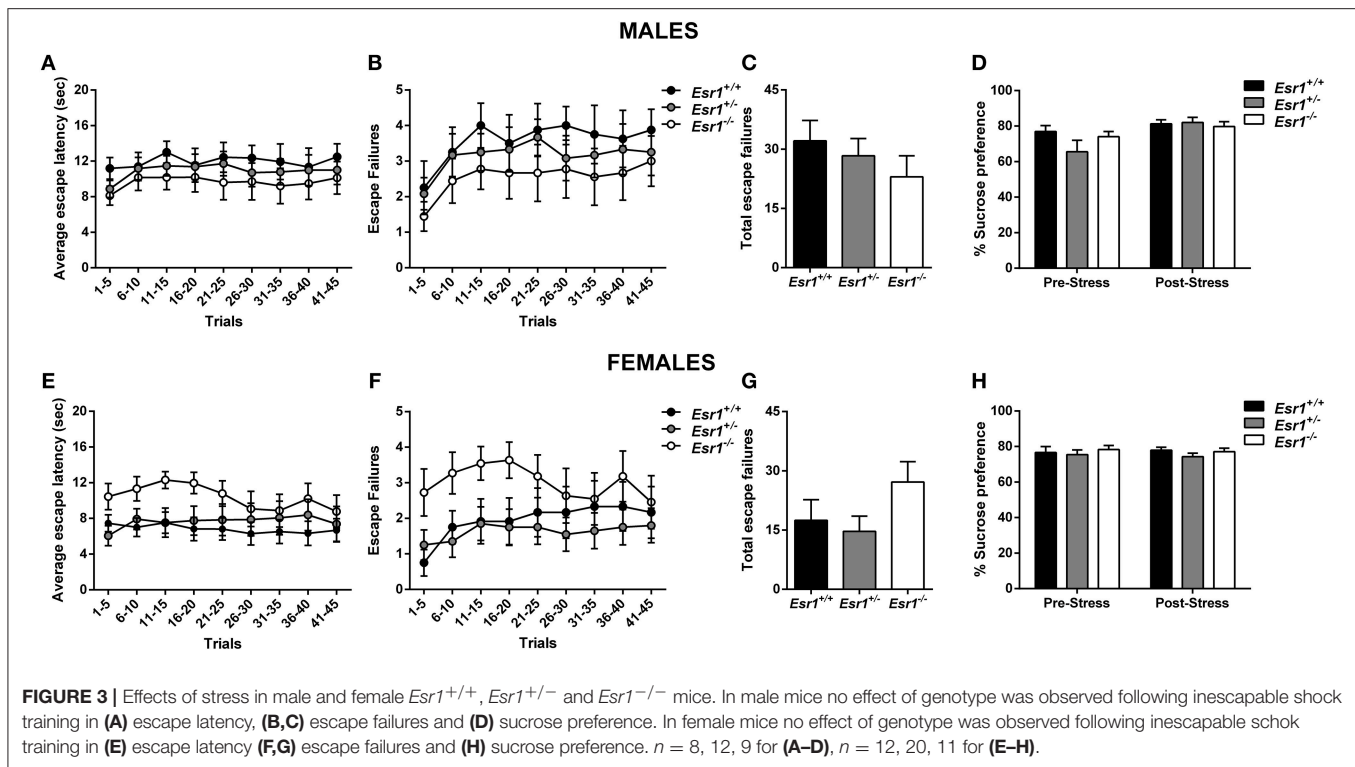 MALES
A
Average escape latency (sec)
20
16
12
8
4
0
1-5
6-10
11-15
16-20
21-25
26-30
31-35
36-40
41-45
Trials
B
Escape Failures
5
4
3
2
1
0
1-5
6-10
11-15
16-20
21-25
26-30
31-35
36-40
41-45
Trials
Esr1+/+
Esr1+/-
Esr1-/-
C
Total escape failures
45
30
15
0
Esr1+/+ Esr1+/- Esr1-/-
D
% Sucrose preference
100
80
60
40
20
0
Pre-Stress Post-Stress
Esr1+/+
Esr1+/-
Esr1-/-
FEMALES
E
Average escape latency (sec)
20
16
12
8
4
0
1-5
6-10
11-15
16-20
21-25
26-30
31-35
36-40
41-45
Trials
F
Escape Failures
5
4
3
2
1
0
1-5
6-10
11-15
16-20
21-25
26-30
31-35
36-40
41-45
Trials
Esr1+/+
Esr1+/-
Esr1-/-
G
Total escape failures
45
30
15
0
Esr1+/+ Esr1+/- Esr1-/-
H
% Sucrose preference
100
80
60
40
20
0
Pre-Stress Post-Stress
Esr1+/+
Esr1+/-
Esr1-/-
FIGURE 3 | Effects of stress in male and female Esr1+/+, Esr1+/− and Esr1−/− mice. In male mice no effect of genotype was observed following inescapable shock
training in (A) escape latency, (B,C) escape failures and (D) sucrose preference. In female mice no effect of genotype was observed following inescapable schok
training in (E) escape latency (F,G) escape failures and (H) sucrose preference. n = 8, 12, 9 for (A–D), n = 12, 20, 11 for (E–H).